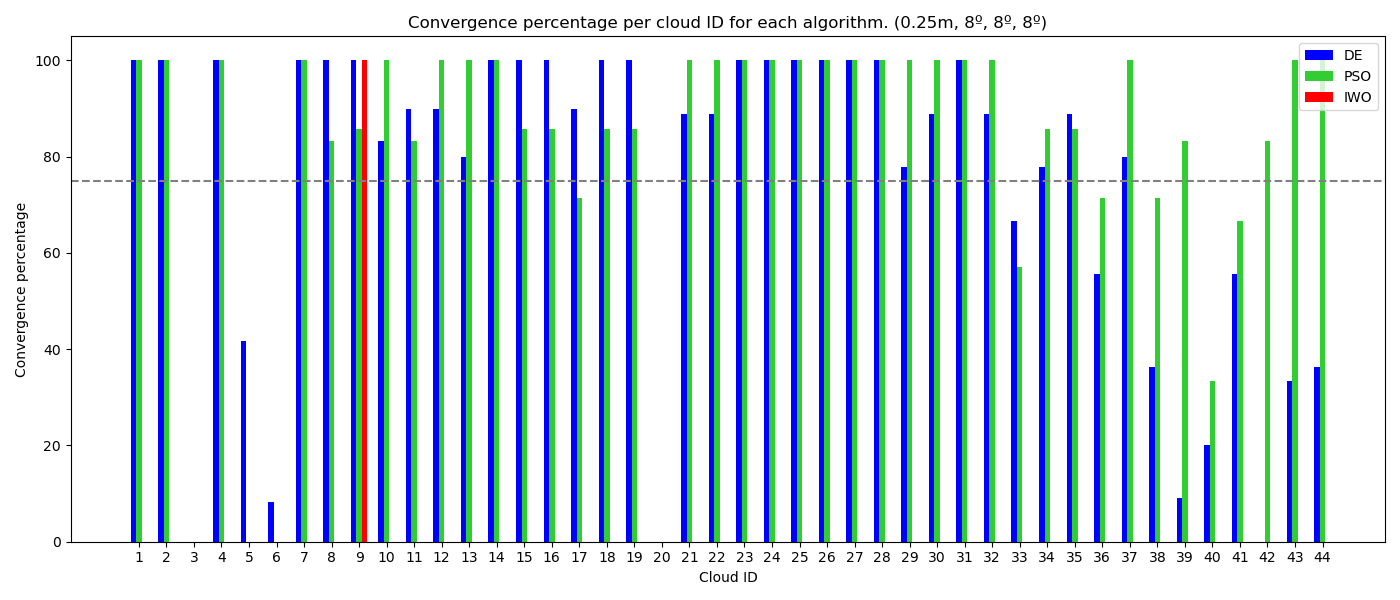 Convergence percentage per cloud ID for each algorithm. (0.25m, 8º, 8º, 8º)
DE
PSO
IWO
Convergence percentage
100
80
60
40
20
0
1 2 3 4 5 6 7 8 9 10 11 12 13 14 15 16 17 18 19 20 21 22 23 24 25 26 27 28 29 30 31 32 33 34 35 36 37 38 39 40 41 42 43 44
Cloud ID